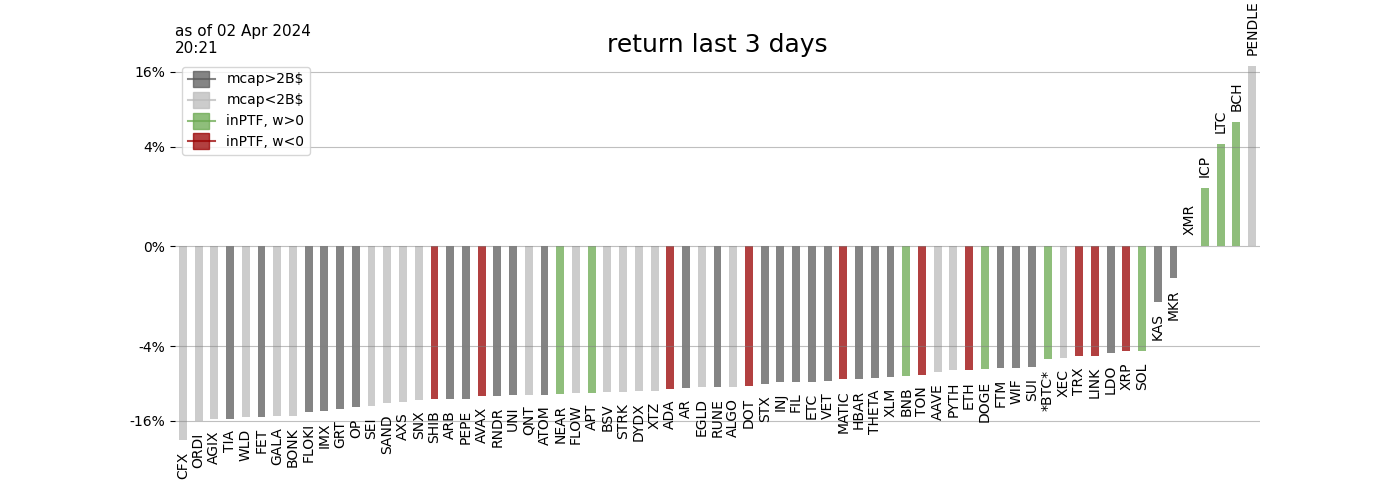 as of 02 Apr 2024
20:21
return last 3 days
mcap>2B$
mcap<2B$
inPTF, w>0
inPTF, w<0
16%
4%
0%
-4%
-16%
CFX
ORDI
AGIX
TIA
WLD
FET
GALA
BONK
FLOKI
IMX
GRT
OP
SEI
SAND
AXS
SNX
SHIB
ARB
PEPE
AVAX
RNDR
UNI
QNT
ATOM
NEAR
FLOW
APT
BSV
STRK
DYDX
XTZ
ADA
AR
EGLD
RUNE
ALGO
DOT
STX
INJ
FIL
ETC
VET
MATIC
HBAR
THETA
XLM
BNB
TON
AAVE
PYTH
ETH
DOGE
FTM
WIF
SUI
*BTC*
XEC
TRX
LINK
LDO
XRP
SOL
KAS
MKR
XMR
ICP
LTC
BCH
PENDLE